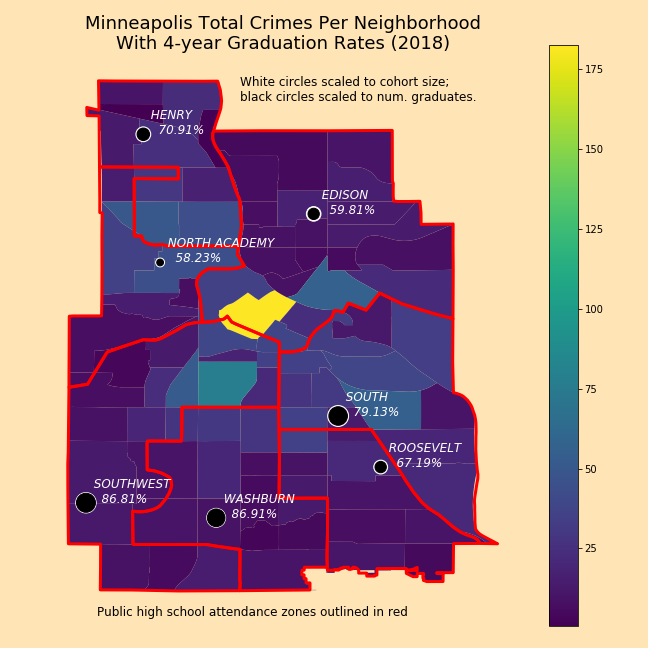 Minneapolis Total Crimes Per Neighborhood
With 4-year Graduation Rates (2018)
White circles scaled to cohort size;
black circles scaled to num. graduates.
HENRY
70.91%
EDISON
59.81%
NORTH ACADEMY
58.23%
SOUTH
79.13%
ROOSEVELT
67.19%
SOUTHWEST
86.81%
WASHBURN
86.91%
Public high school attendance zones outlined in red
175
150
125
100
75
50
25